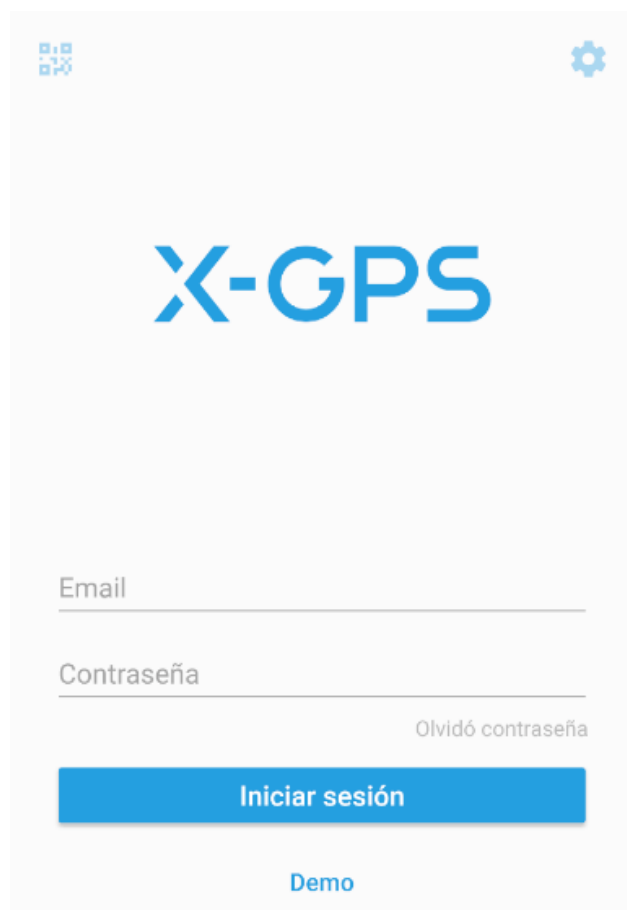 X-GPS
Email
Contraseña
Olvidó contraseña
Iniciar sesión
Demo